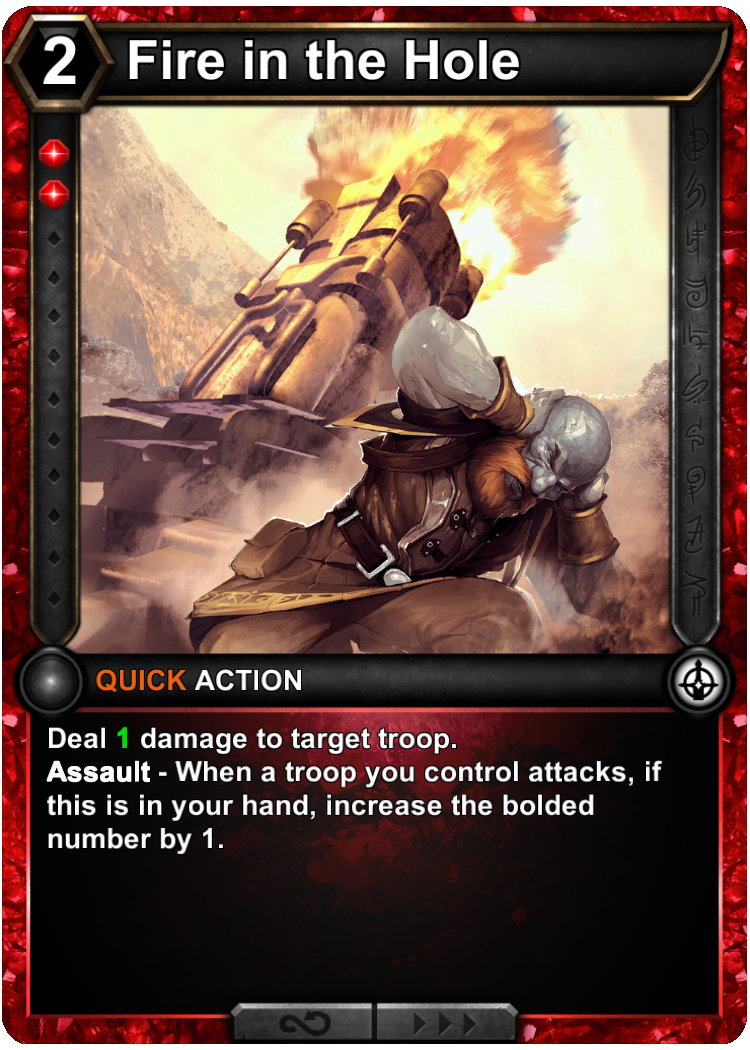 2 Fire in the Hole
QUICK ACTION
Deal 1 damage to target troop.
Assault - When a troop you control attacks, if
this is in your hand, increase the bolded
number by 1.